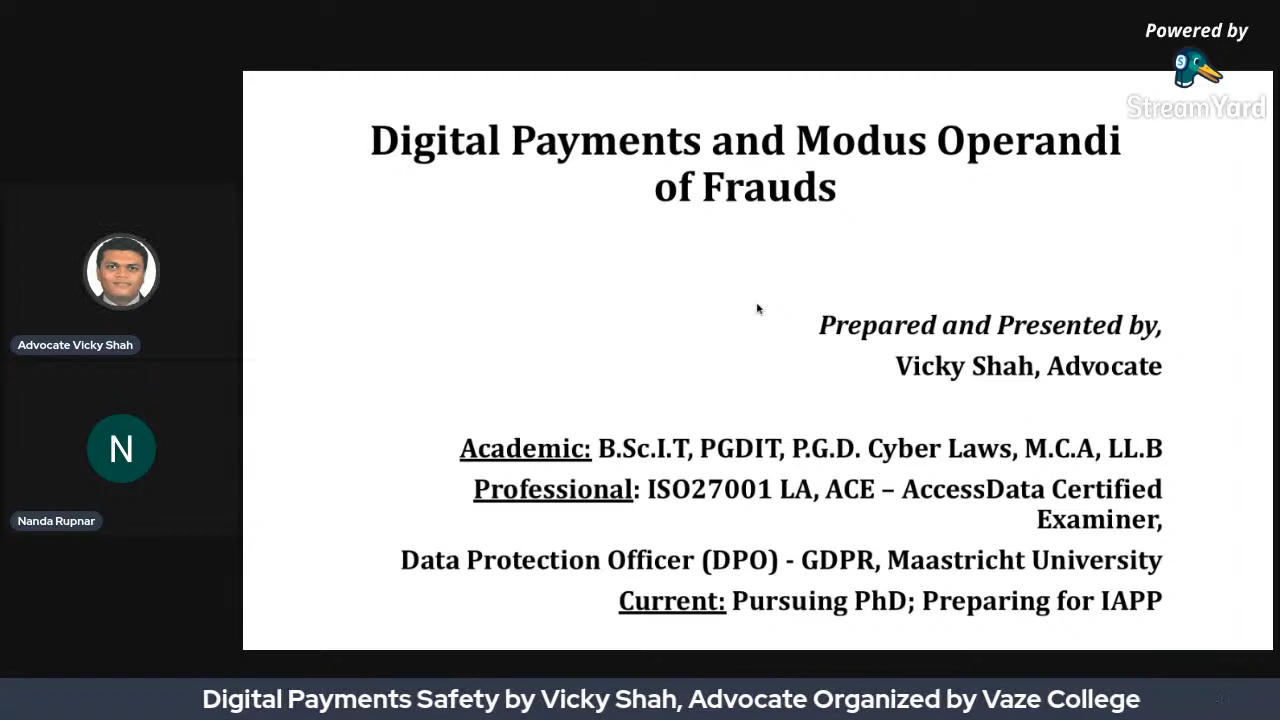 Powered by
StreamYard
Digital Payments and Modus Operandi
of Frauds
Prepared and Presented by,
Vicky Shah, Advocate
Academic: B.Sc.I.T, PGDIT, P.G.D. Cyber Laws, M.C.A, LL.B
Professional: ISO27001 LA, ACE – AccessData Certified
Examiner,
Data Protection Officer (DPO) - GDPR, Maastricht University
Current: Pursuing PhD; Preparing for IAPP
Advocate Vicky Shah
N
Nanda Rupnar
Digital Payments Safety by Vicky Shah, Advocate Organized by Vaze College